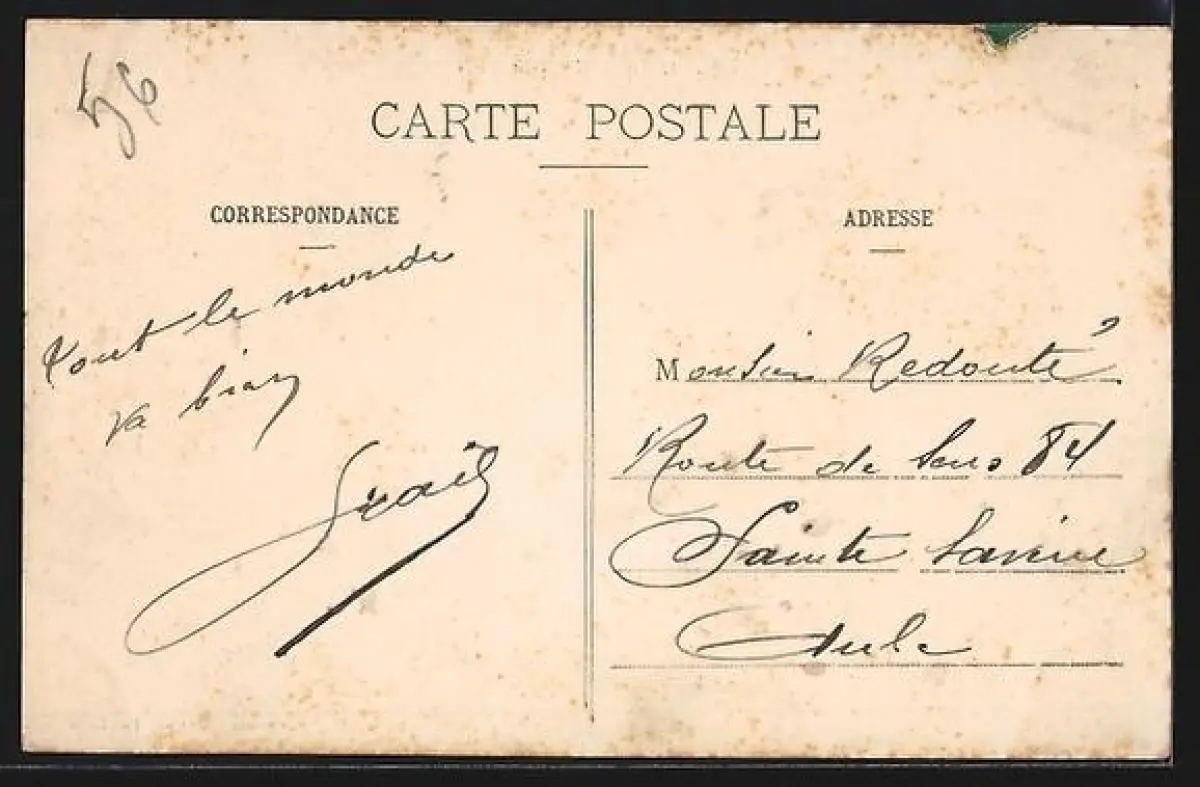 56
CARTE POSTALE
CORRESPONDANCE
Tout le monde
va bien
ADRESSE
Monsieur Redouté
Route de Sens 84
Sainte Savine
Aube